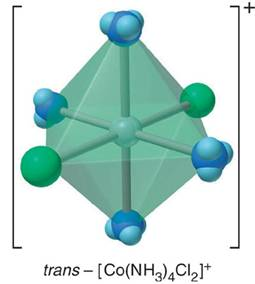 +
trans – [Co(NH₃)₄Cl₂]⁺